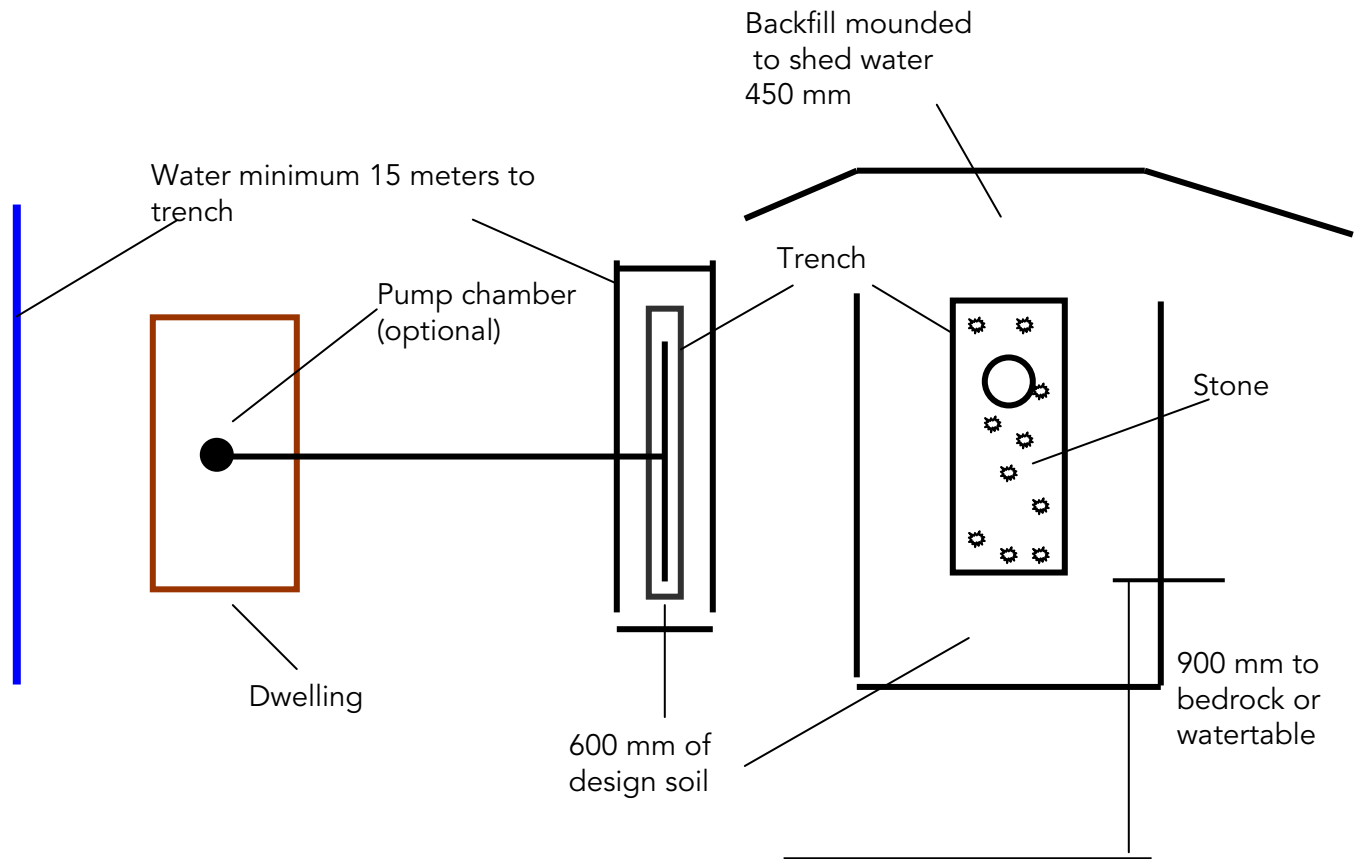 Backfill mounded
to shed water
450 mm
Water minimum 15 meters to
trench
Trench
Pump chamber
(optional)
Stone
Dwelling
600 mm of
design soil
900 mm to
bedrock or
watertable